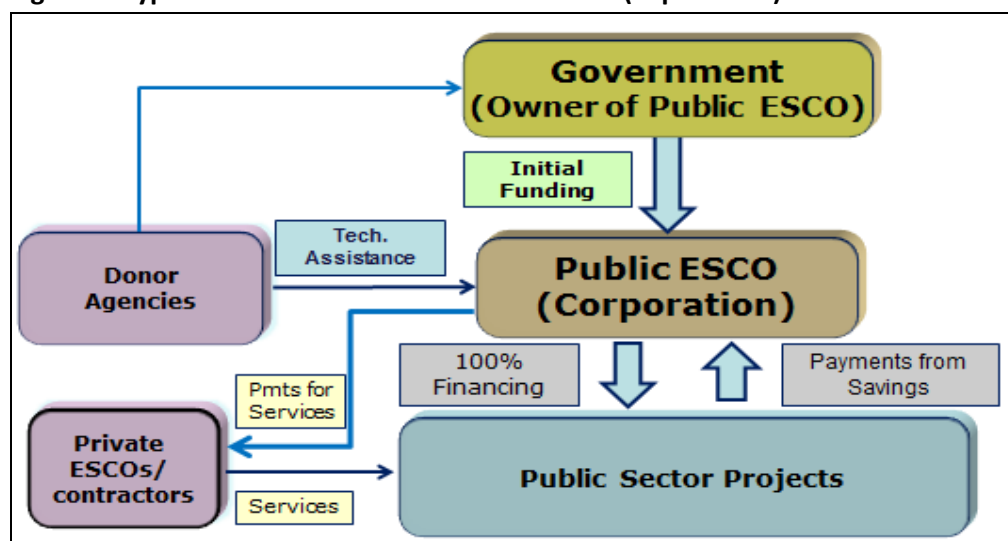 Government
(Owner of Public ESCO)
Initial
Funding
Tech.
Assistance
Donor
Agencies
Public ESCO
(Corporation)
100%
Financing
Payments from
Savings
Pmts for
Services
Private
ESCOs/
contractors
Services
Public Sector Projects